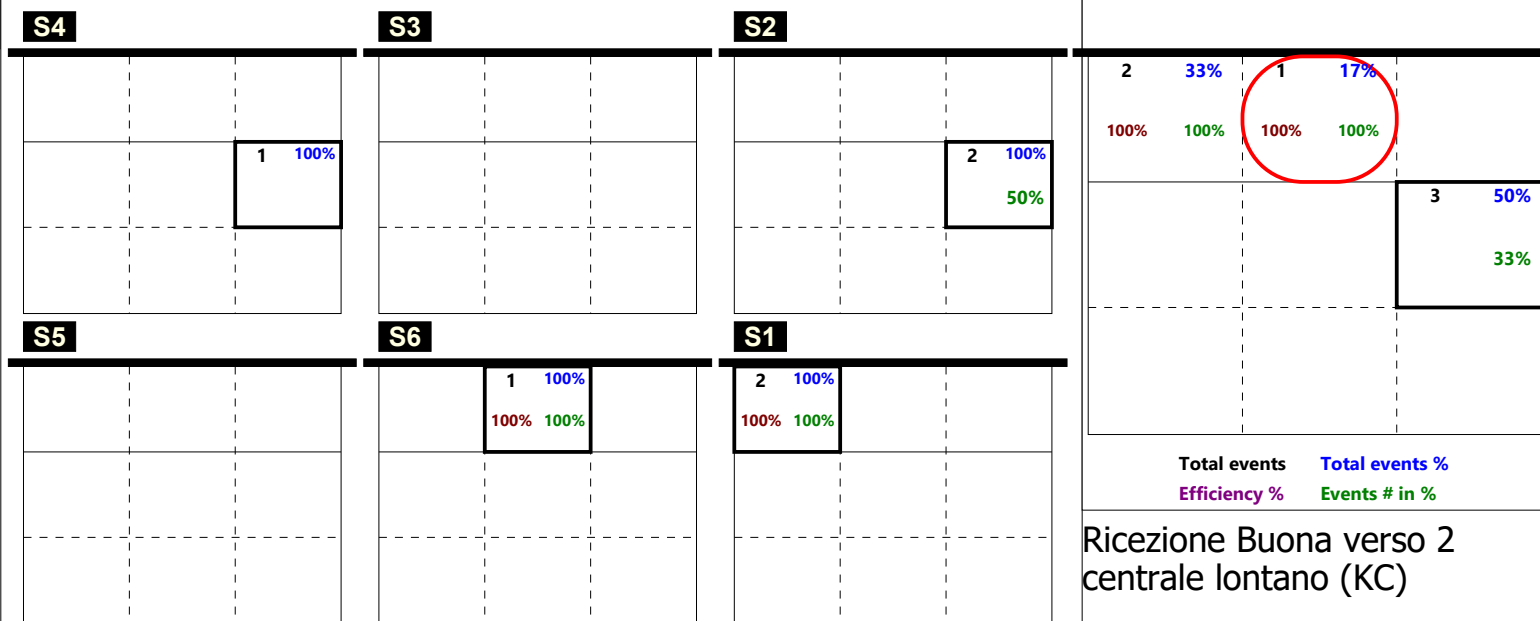 S4 S3 S2
2 33% 1 17%
100% 100% 100% 100%
1 100% 2 100%
50%
3 50%
33%
S5 S6 S1
1 100% 2 100%
100% 100% 100% 100%
Total events Total events %
Efficiency % Events # in %
Ricezione Buona verso 2
centrale lontano (KC)